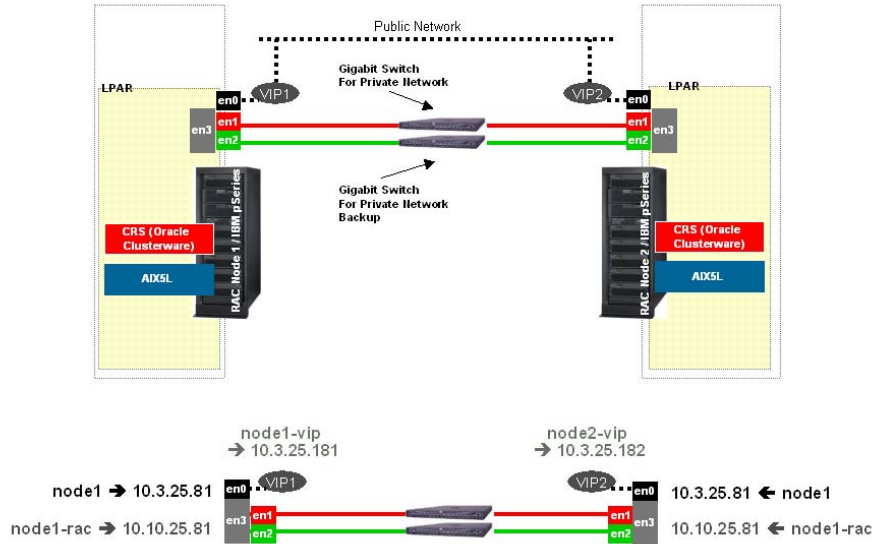 Public Network
LPAR
LPAR
Gigabit Switch
For Private Network
VIP1
VIP2
en0
en0
en1
en1
en2
en2
en3
en3
Gigabit Switch
For Private Network
Backup
RAC Node 1 / IBM pSeries
RAC Node 2 / IBM pSeries
CRS (Oracle
Clusterware)
CRS (Oracle
Clusterware)
AIX5L
AIX5L
node1-vip
→ 10.3.25.181
node2-vip
→ 10.3.25.182
VIP1
VIP2
node1 → 10.3.25.81
en0
en0
10.3.25.81 ← node1
node1-rac → 10.10.25.81
en3
en1
en2
en1
en2
en3
10.10.25.81 ← node1-rac